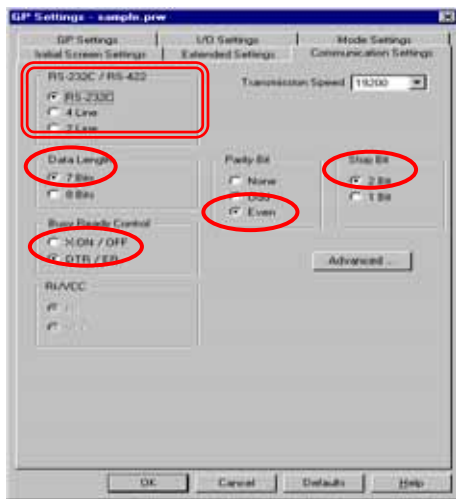 GP Settings - sample.prw
GP Settings
I/O Settings
Mode Settings
Initial Screen Settings
Extended Settings
Communication Settings
RS-232C / RS-422
RS-232C
4 Line
2 Line
Transmission Speed
19200
Data Length
7 Bits
8 Bits
Parity Bit
None
Odd
Even
Stop Bit
2 Bit
1 Bit
Busy Ready Control
X-ON / OFF
DTR / ER
Advanced ...
RI/VCC
OK
Cancel
Defaults
Help